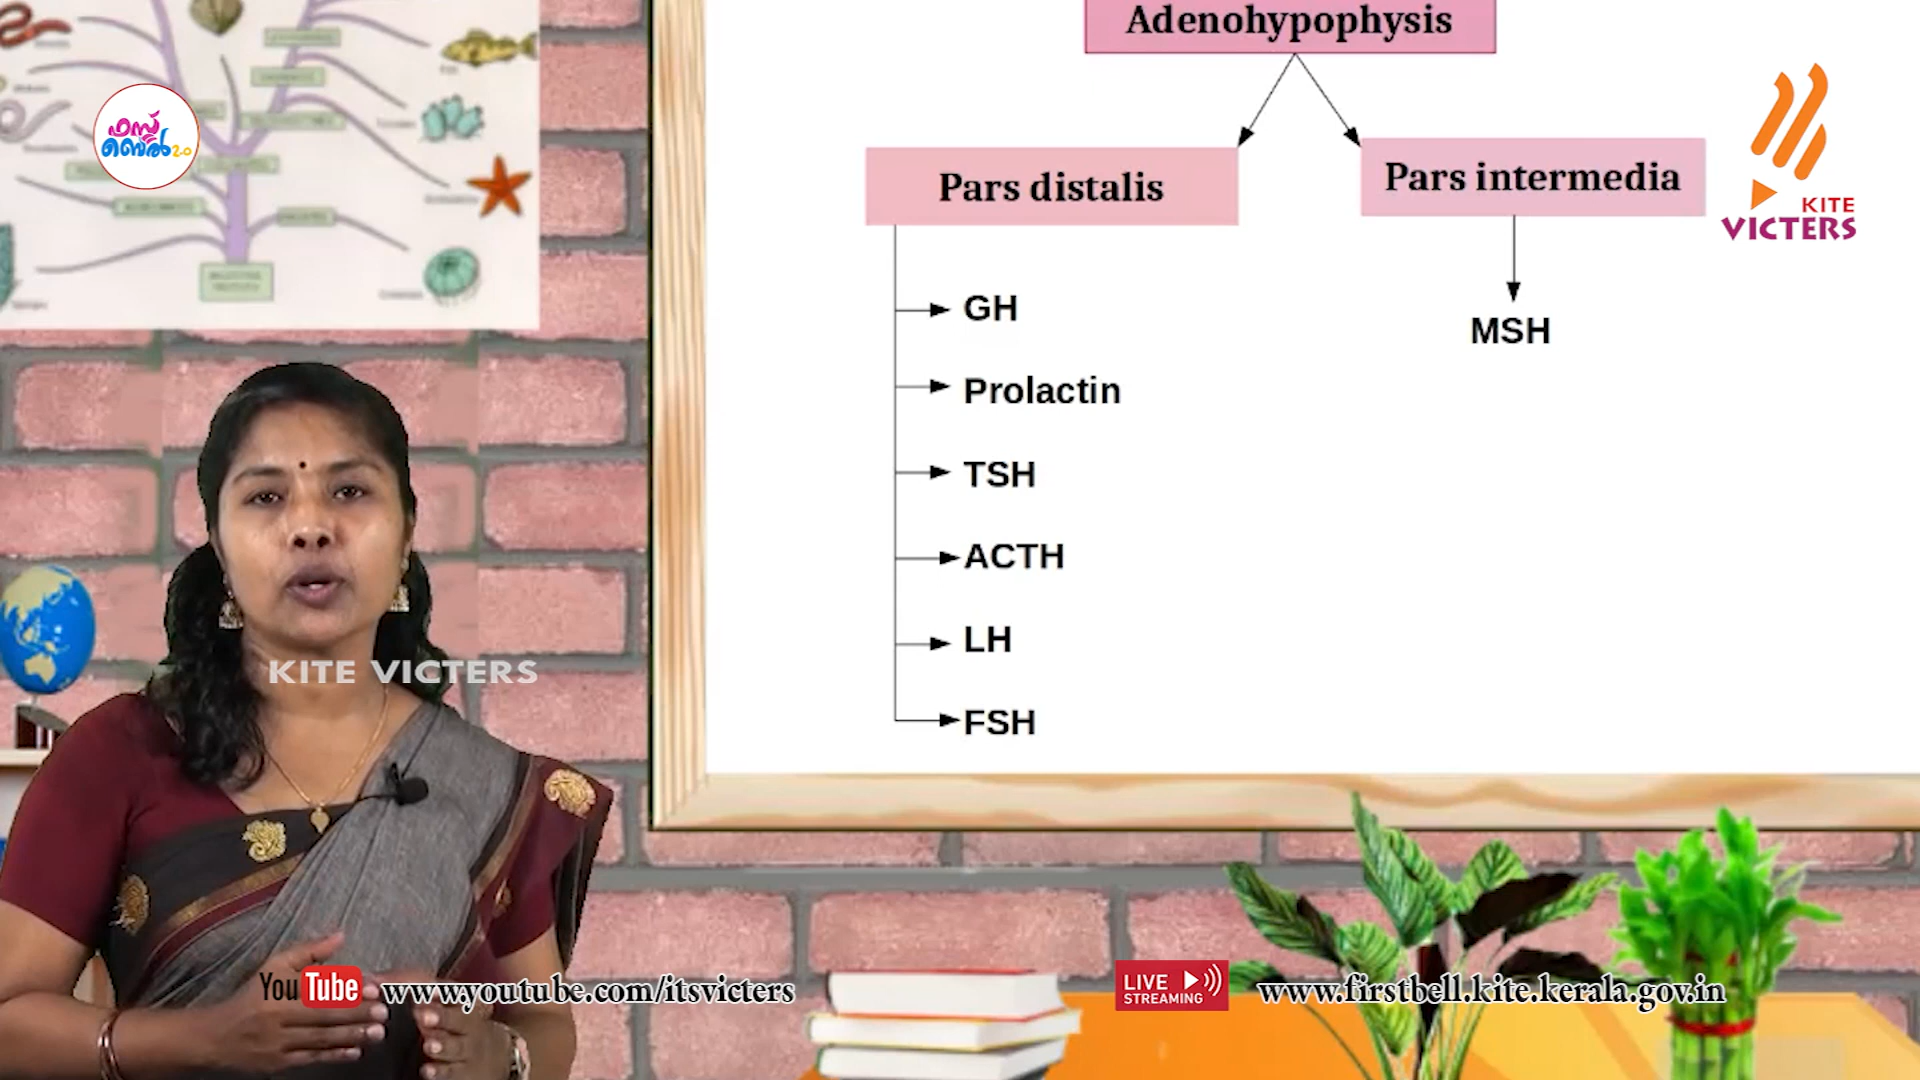 Adenohypophysis
Pars distalis
Pars intermedia
GH
Prolactin
TSH
ACTH
LH
FSH
MSH
ഫസ്റ്റ്
ബെൽ 2.0
KITE
VICTERS
KITE VICTERS
YouTube
www.youtube.com/itsvicters
LIVE
STREAMING
www.firstbell.kite.kerala.gov.in